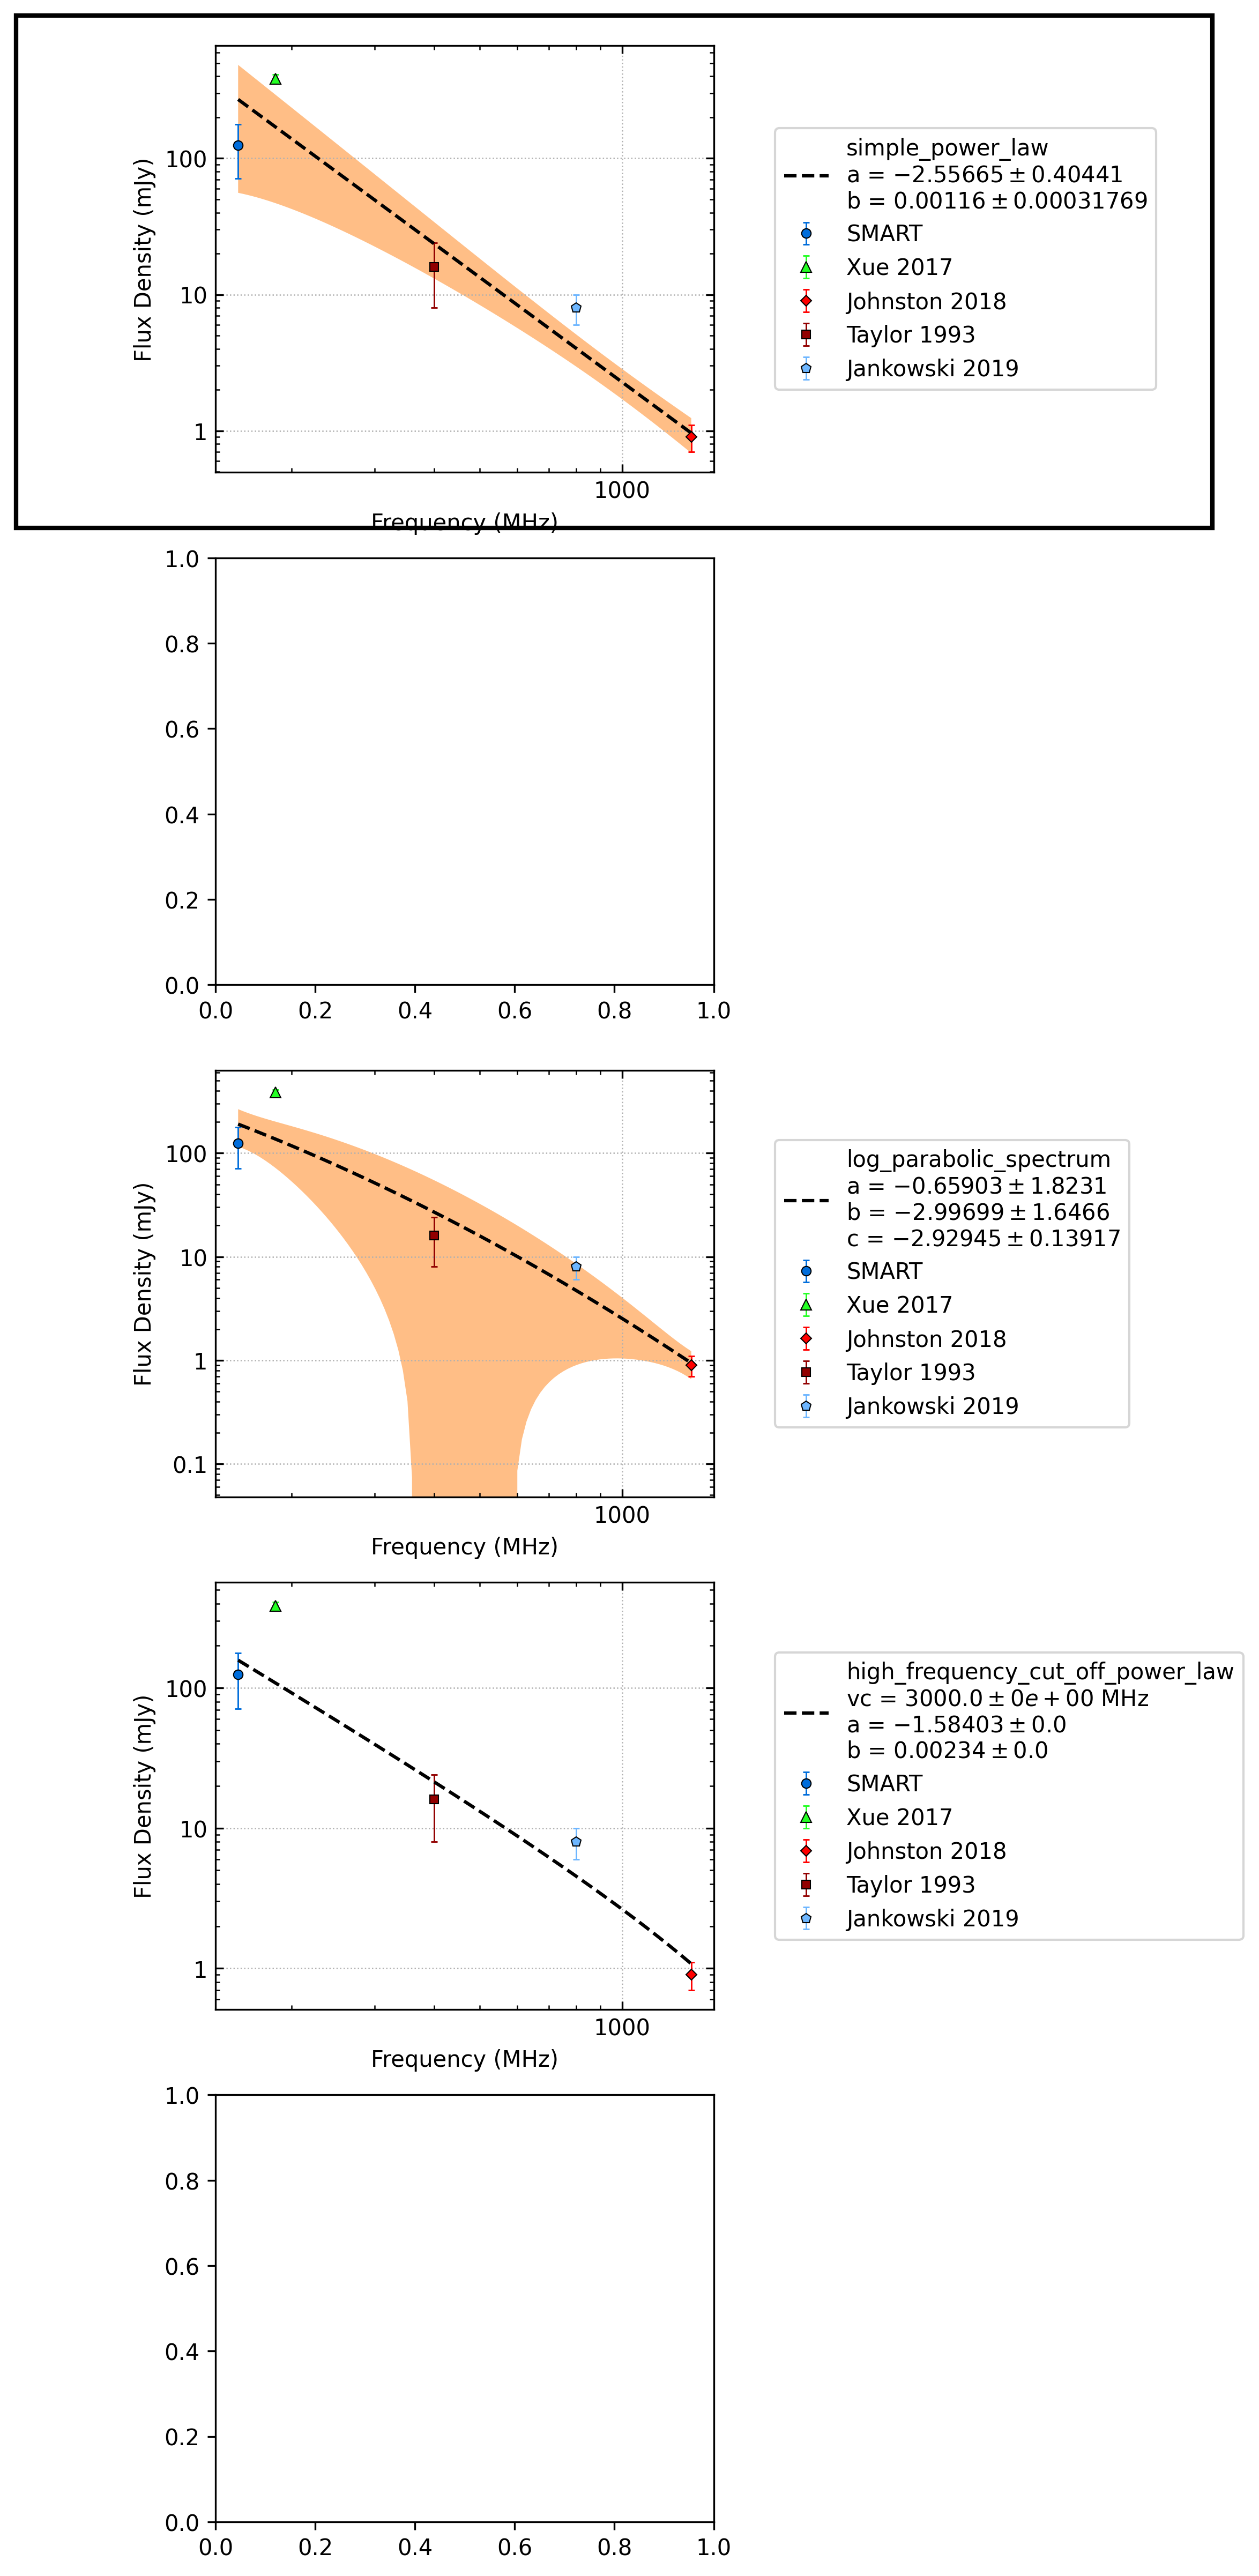 100
10
1
Flux Density (mJy)
1000
Frequency (MHz)
simple_power_law
a = −2.55665 ± 0.40441
b = 0.00116 ± 0.00031769
SMART
Xue 2017
Johnston 2018
Taylor 1993
Jankowski 2019
1.0
0.8
0.6
0.4
0.2
0.0
0.0 0.2 0.4 0.6 0.8 1.0
100
10
1
0.1
Flux Density (mJy)
1000
Frequency (MHz)
log_parabolic_spectrum
a = −0.65903 ± 1.8231
b = −2.99699 ± 1.6466
c = −2.92945 ± 0.13917
SMART
Xue 2017
Johnston 2018
Taylor 1993
Jankowski 2019
100
10
1
Flux Density (mJy)
1000
Frequency (MHz)
high_frequency_cut_off_power_law
vc = 3000.0 ± 0e + 00 MHz
a = −1.58403 ± 0.0
b = 0.00234 ± 0.0
SMART
Xue 2017
Johnston 2018
Taylor 1993
Jankowski 2019
1.0
0.8
0.6
0.4
0.2
0.0
0.0 0.2 0.4 0.6 0.8 1.0